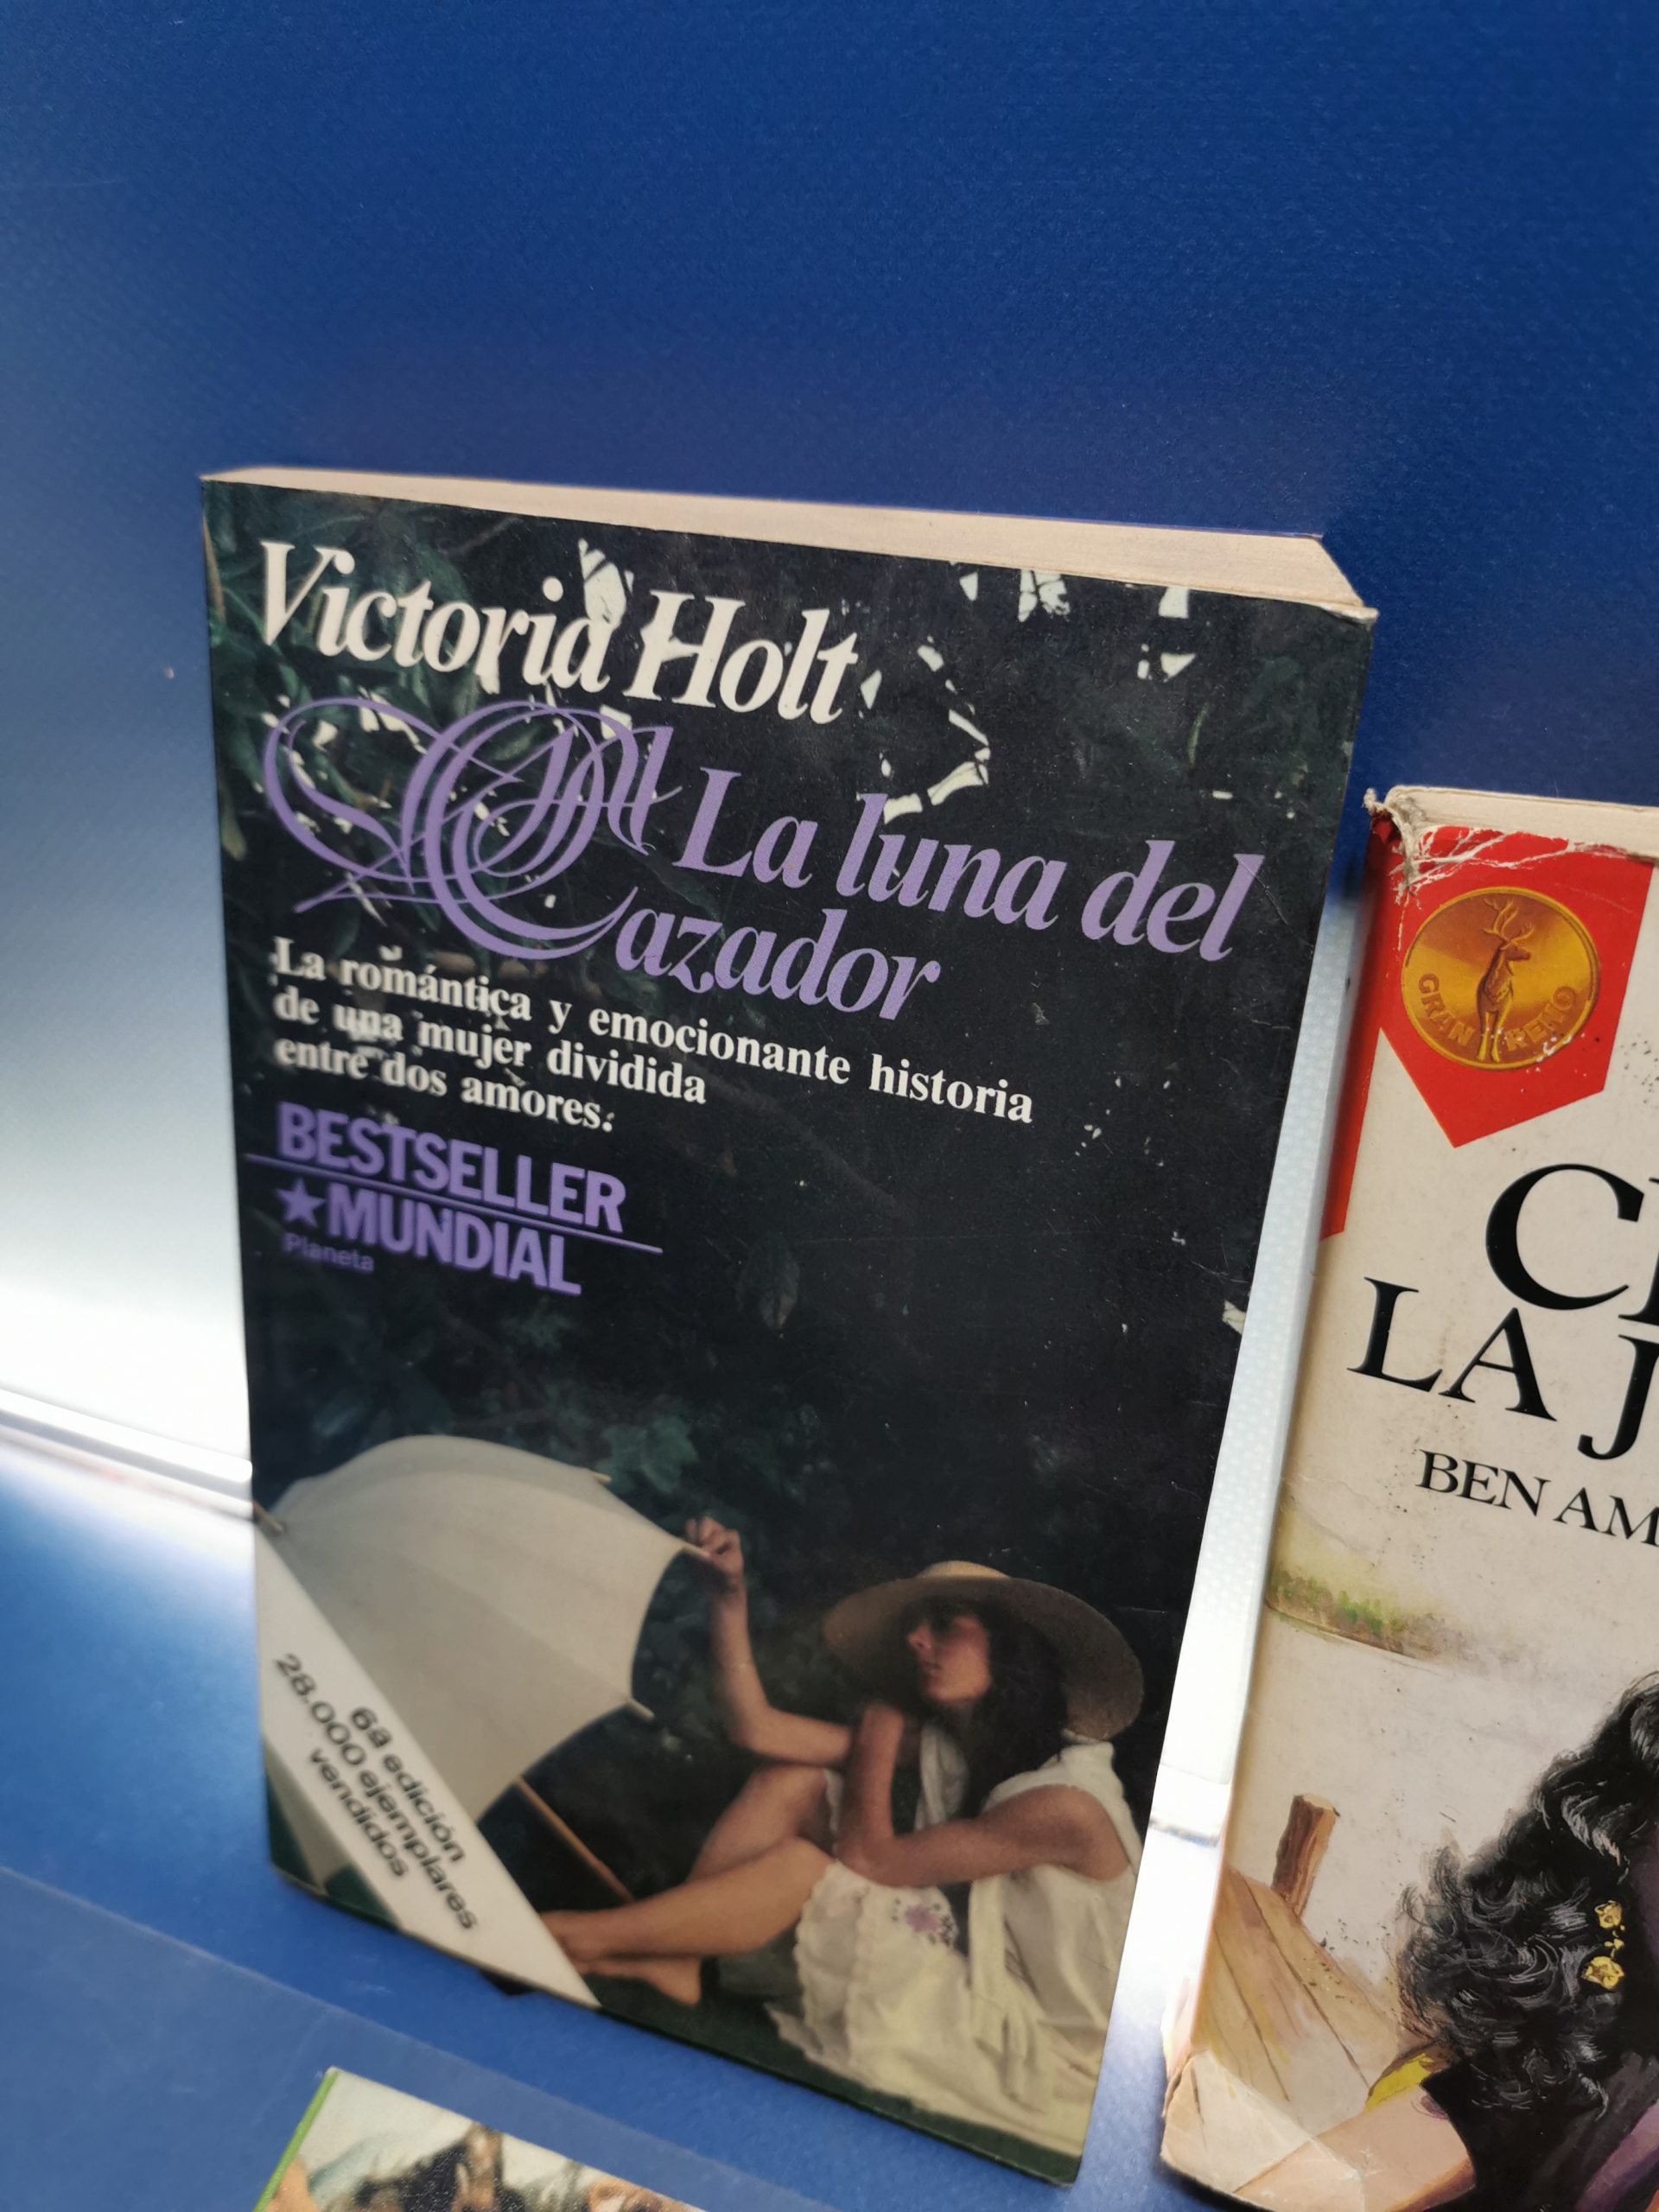 Victoria Holt
La luna del
Cazador
La romántica y emocionante historia
de una mujer dividida
entre dos amores.
BESTSELLER
★MUNDIAL
Planeta
6ª edición
28.000 ejemplares
vendidos
GRAN RENO
LA J
BEN AM